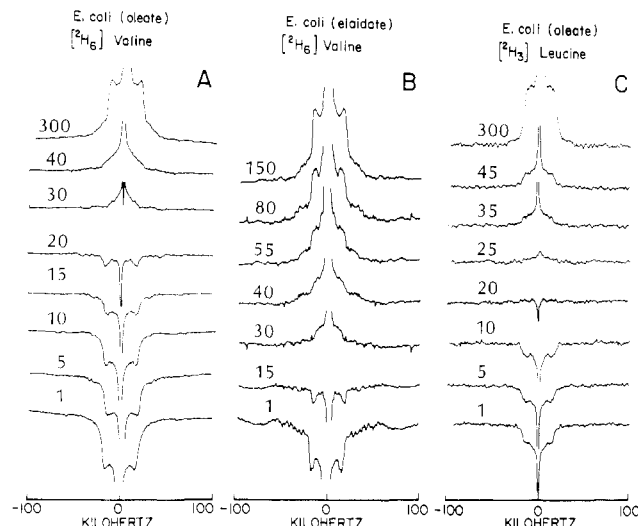 E. coli (oleate)
[²H₆] Valine
A
300
40
30
20
15
10
5
1
-100 0 100
KILOHERTZ
E. coli (elaidate)
[²H₆] Valine
B
150
80
55
40
30
15
1
-100 0 100
KILOHERTZ
E. coli (oleate)
[²H₃] Leucine
C
300
45
35
25
20
10
5
1
-100 0 100
KILOHERTZ